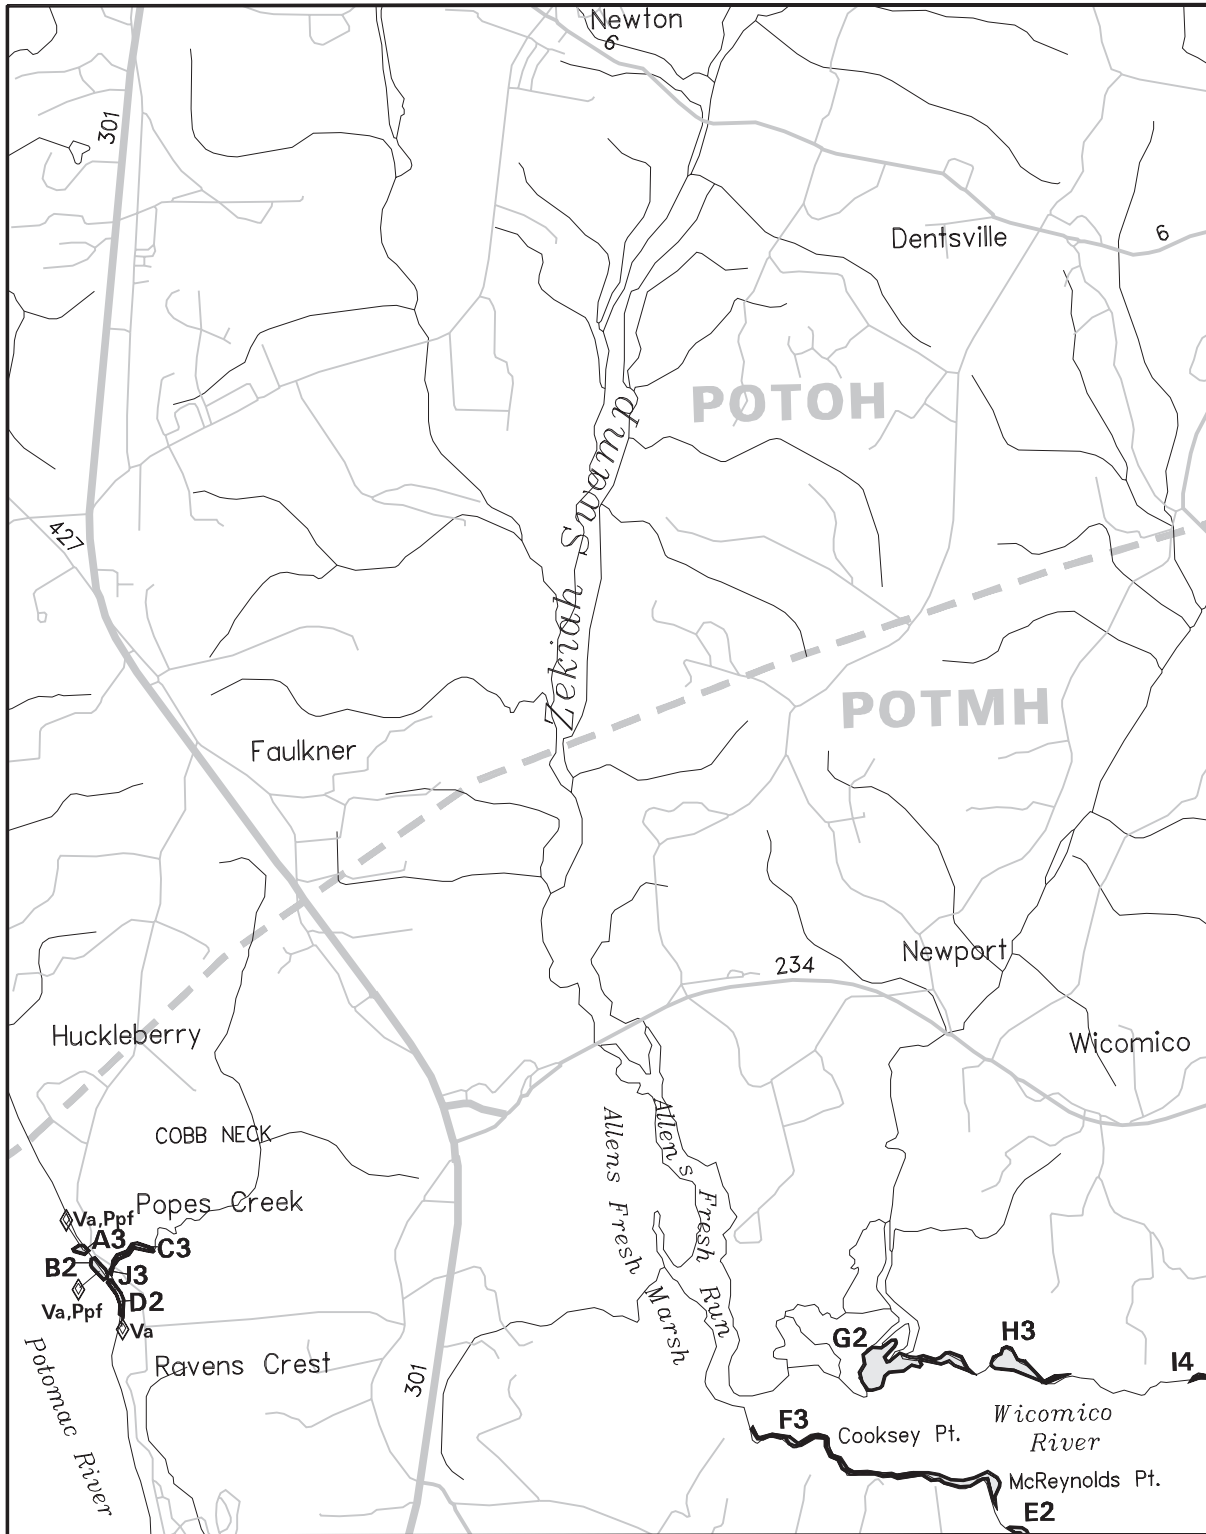 Newton
6
301
Dentsville
6
POTOH
Zekiah Swamp
427
POTMH
Faulkner
Newport
234
Huckleberry
Wicomico
COBB NECK
Allens Fresh Marsh
Allen's Fresh Run
Popes Creek
Va,Ppf
A3
C3
B2
J3
Va,Ppf
D2
Va
Ravens Crest
Potomac River
301
G2
H3
I4
F3
Cooksey Pt.
Wicomico
River
McReynolds Pt.
E2